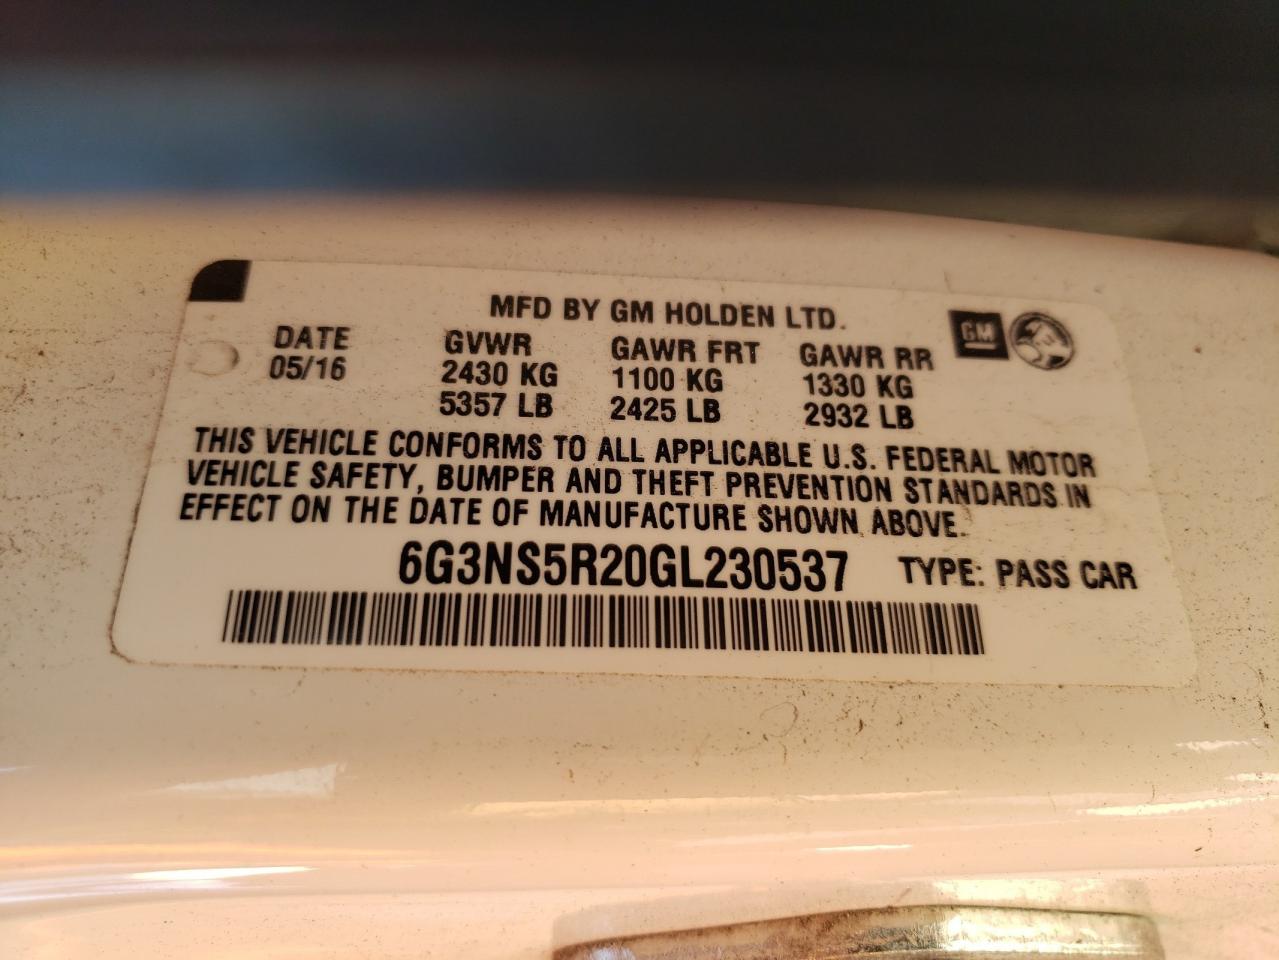 MFD BY GM HOLDEN LTD.
GM
DATE GVWR GAWR FRT GAWR RR
05/16 2430 KG 1100 KG 1330 KG
5357 LB 2425 LB 2932 LB
THIS VEHICLE CONFORMS TO ALL APPLICABLE U.S. FEDERAL MOTOR
VEHICLE SAFETY, BUMPER AND THEFT PREVENTION STANDARDS IN
EFFECT ON THE DATE OF MANUFACTURE SHOWN ABOVE.
6G3NS5R20GL230537 TYPE: PASS CAR